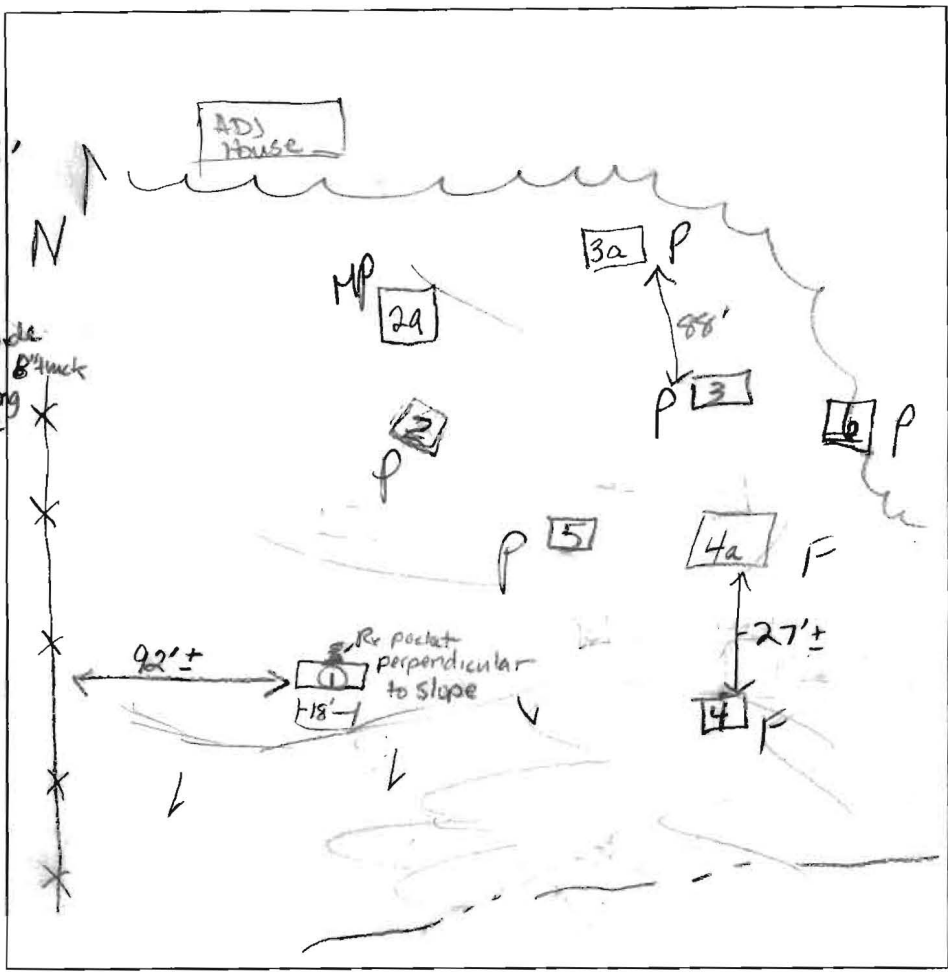 ADJ
House
N
3a P
MP
2a
88'
8"
P 3
6 P
2
P
P 5
4a F
92'±
Rx pocket
perpendicular
to slope
1
18'
27'±
4 F